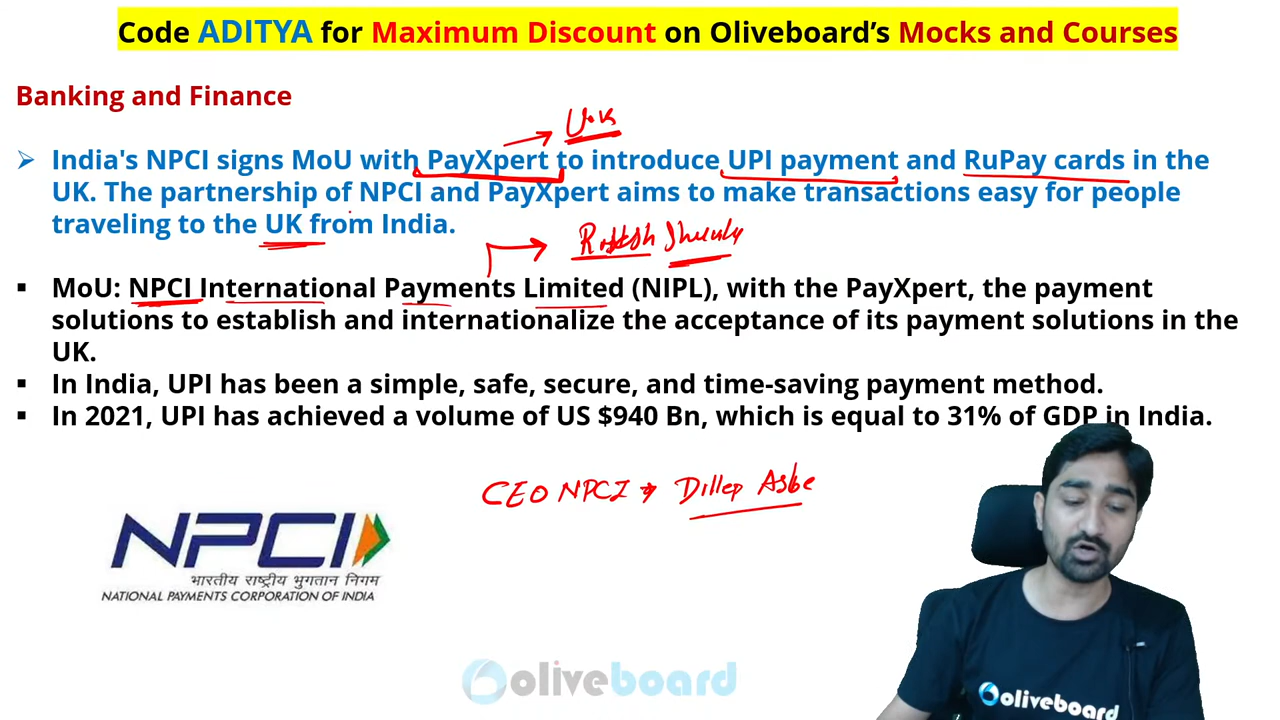 Code ADITYA for Maximum Discount on Oliveboard's Mocks and Courses
Banking and Finance
U.K
India's NPCI signs MoU with PayXpert to introduce UPI payment and RuPay cards in the
UK. The partnership of NPCI and PayXpert aims to make transactions easy for people
traveling to the UK from India.
MoU: NPCI International Payments Limited (NIPL), with the PayXpert, the payment
solutions to establish and internationalize the acceptance of its payment solutions in the
UK.
In India, UPI has been a simple, safe, secure, and time-saving payment method.
In 2021, UPI has achieved a volume of US $940 Bn, which is equal to 31% of GDP in India.
CEO NPCI → Dillep Asbe
NPCI
भारतीय राष्ट्रीय भुगतान निगम
NATIONAL PAYMENTS CORPORATION OF INDIA
oliveboard
oliveboard